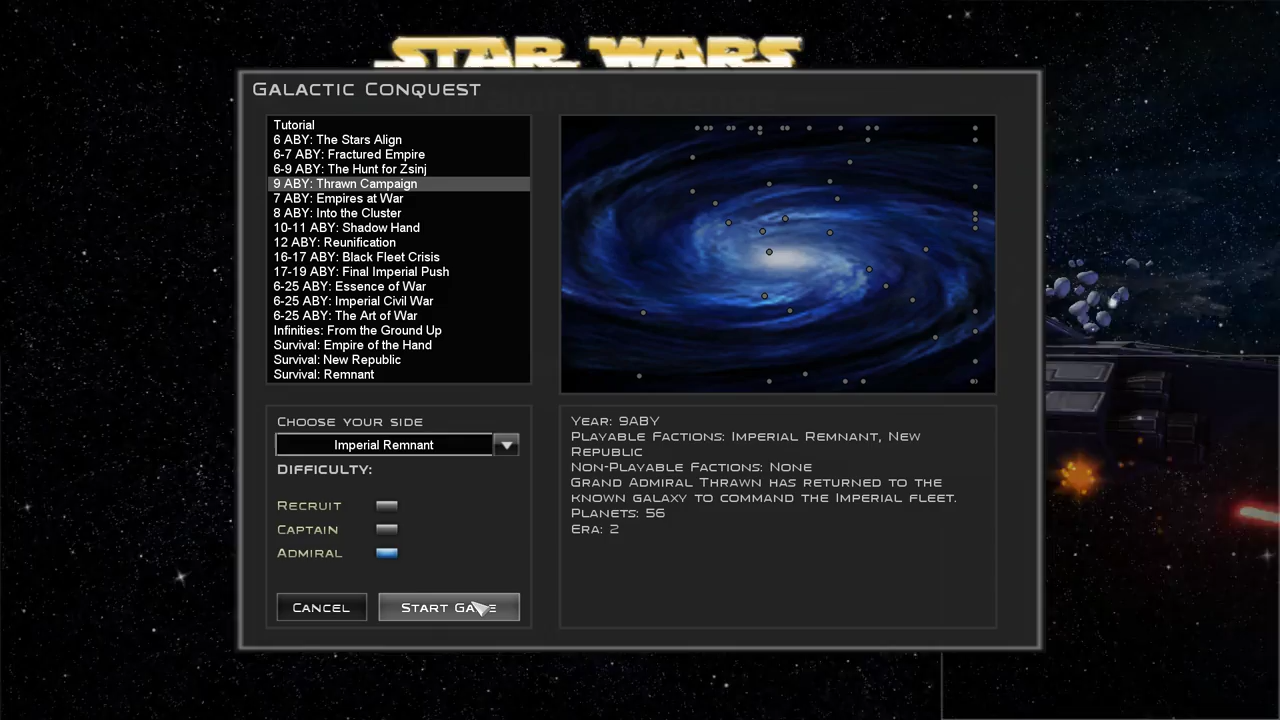 STAR WARS
Galactic Conquest
Tutorial
6 ABY: The Stars Align
6-7 ABY: Fractured Empire
6-9 ABY: The Hunt for Zsinj
9 ABY: Thrawn Campaign
7 ABY: Empires at War
8 ABY: Into the Cluster
10-11 ABY: Shadow Hand
12 ABY: Reunification
16-17 ABY: Black Fleet Crisis
17-19 ABY: Final Imperial Push
6-25 ABY: Essence of War
6-25 ABY: Imperial Civil War
6-25 ABY: The Art of War
Infinities: From the Ground Up
Survival: Empire of the Hand
Survival: New Republic
Survival: Remnant
Choose your side
Imperial Remnant
Difficulty:
Recruit
Captain
Admiral
Cancel
Start Game
Year: 9ABY
Playable Factions: Imperial Remnant, New
Republic
Non-Playable Factions: None
Grand Admiral Thrawn has returned to the
known galaxy to command the Imperial fleet.
Planets: 56
Era: 2